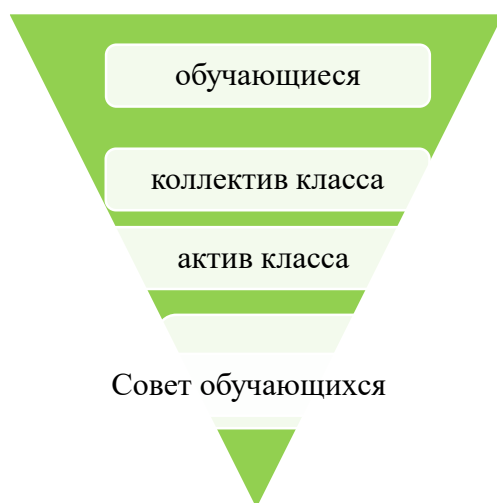 обучающиеся
коллектив класса
актив класса
Совет обучающихся